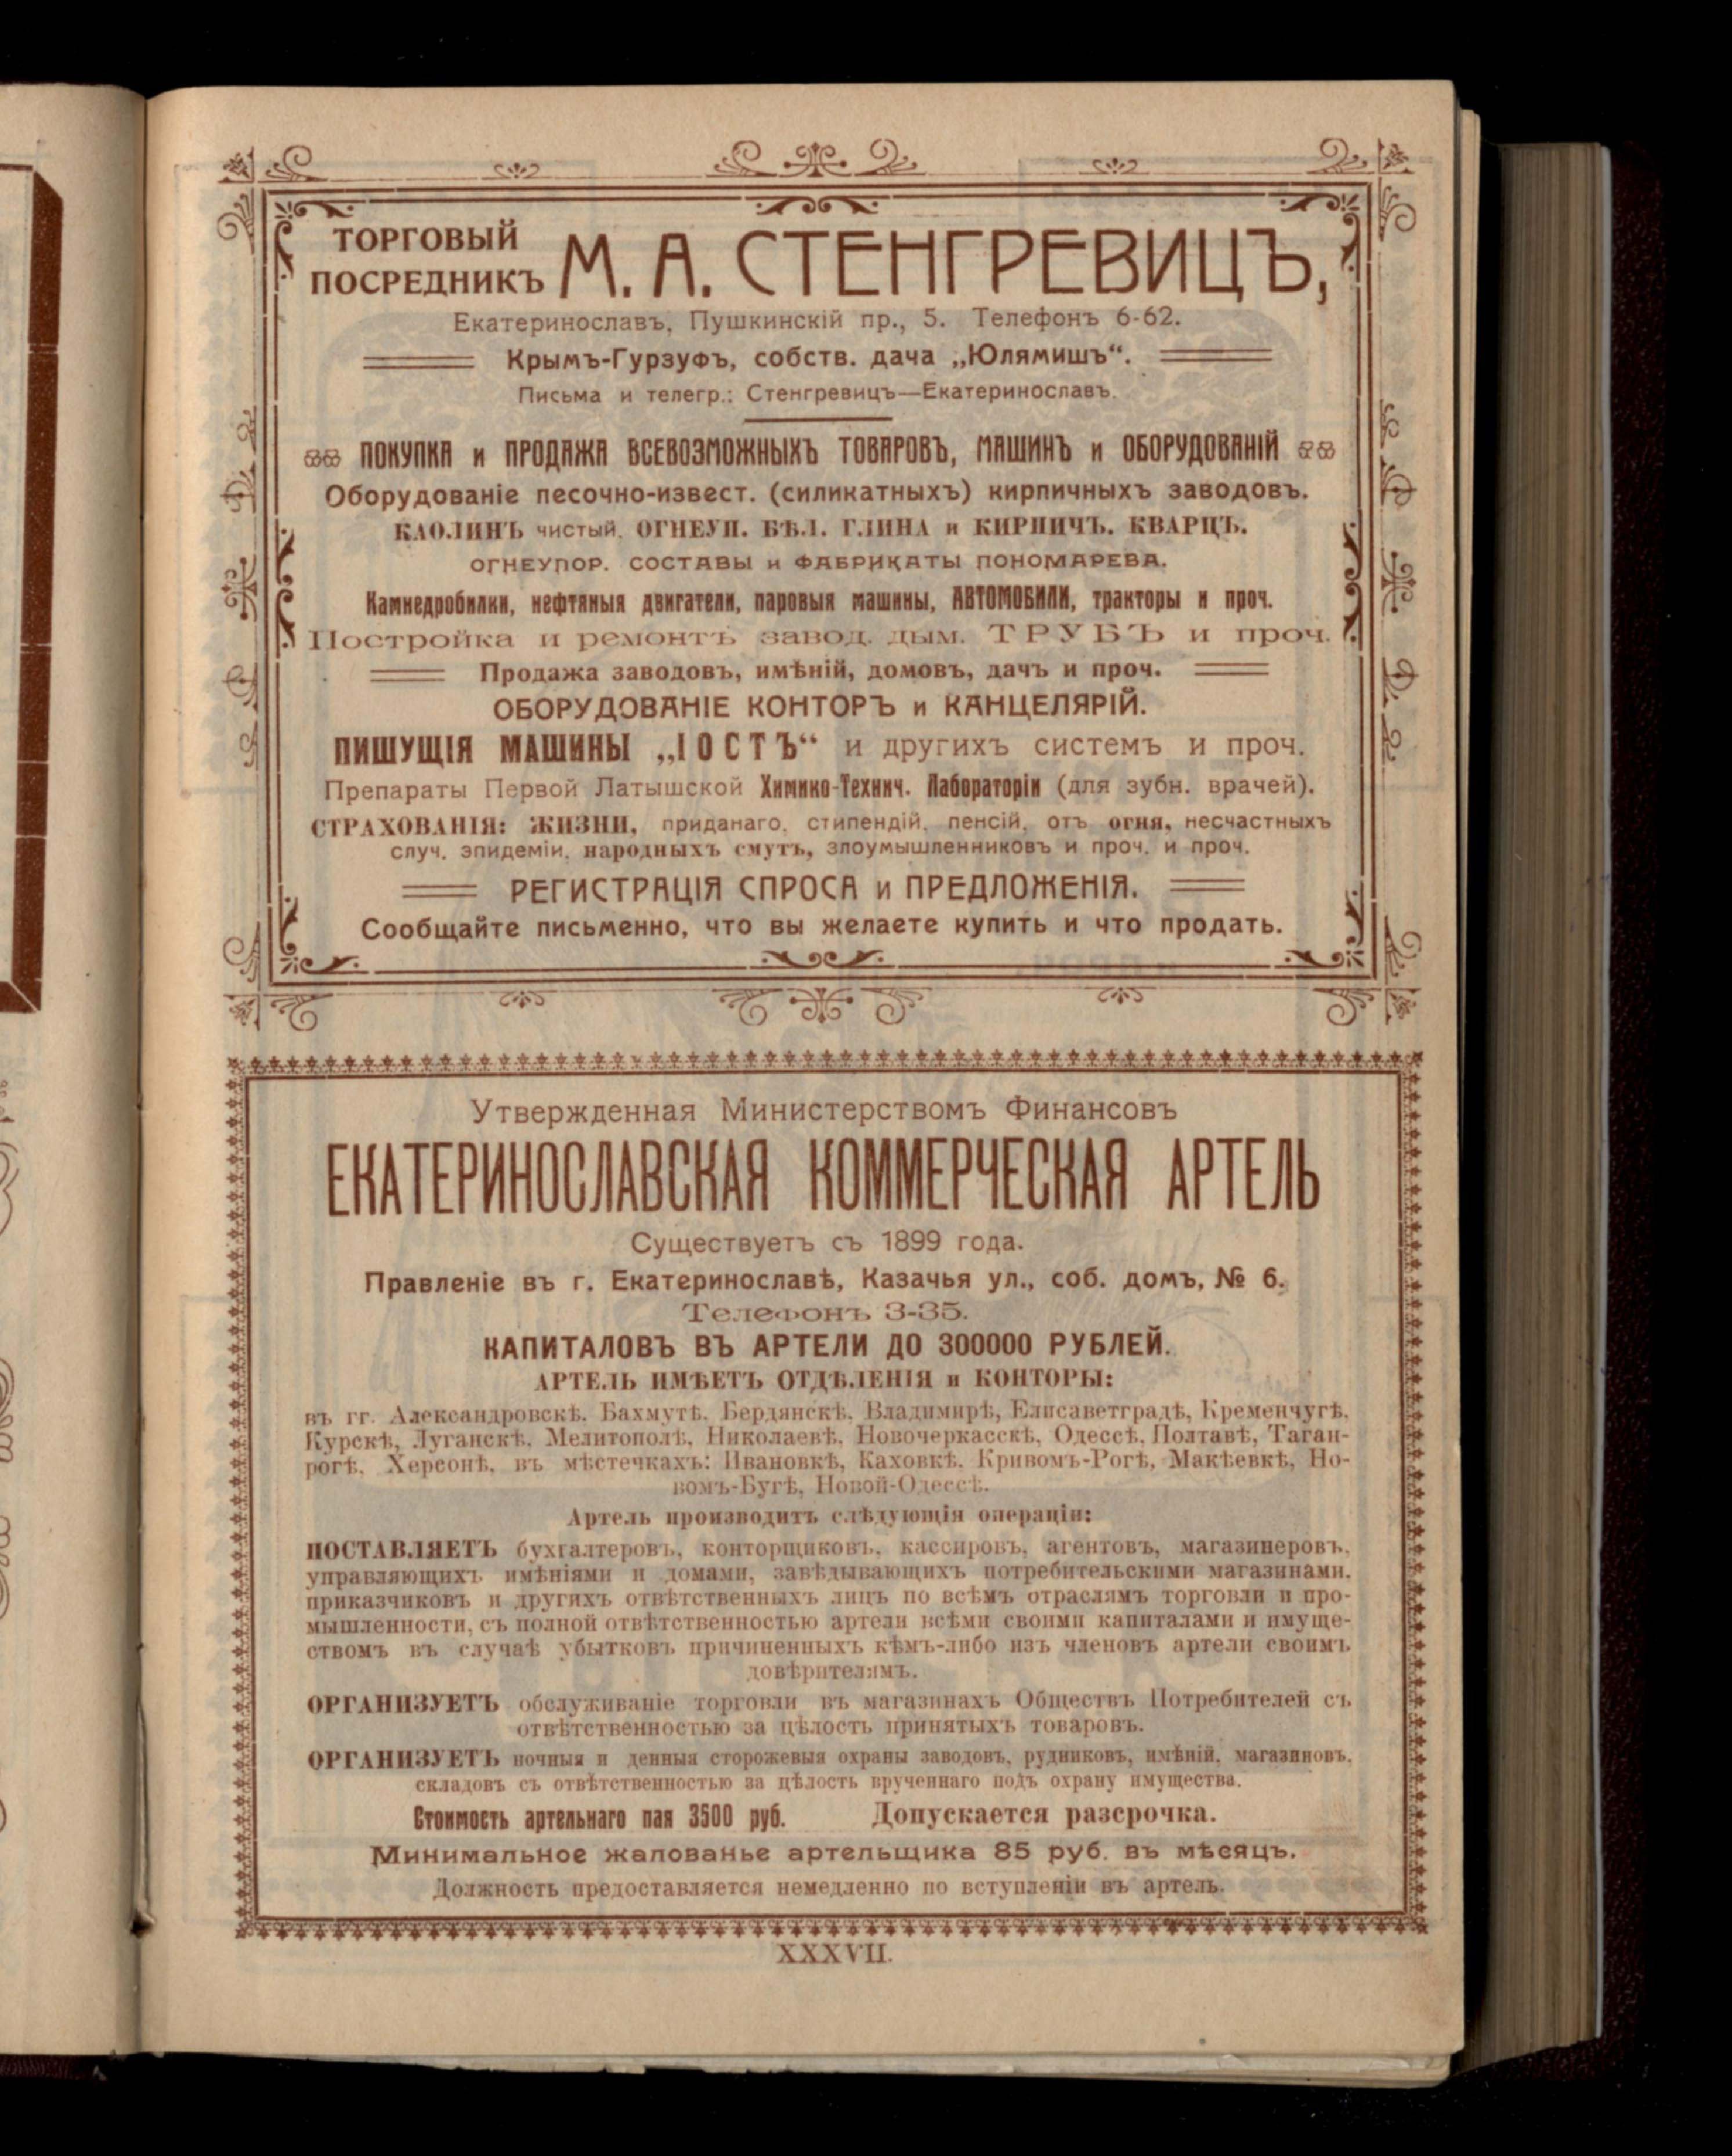 ТОРГОВЫЙ
ПОСРЕДНИКЪ М. А. СТЕНГРЕВИЦЪ,
Екатеринославъ, Пушкинскій пр., 5. Телефонъ 6-62.
Крымъ-Гурзуфъ, собств. дача „Юлямишъ“.
Письма и телегр.: Стенгревицъ—Екатеринославъ.
ПОКУПКА и ПРОДАЖА ВСЕВОЗМОЖНЫХЪ ТОВАРОВЪ, МАШИНЪ и ОБОРУДОВАНІЙ
Оборудованіе песочно-извест. (силикатныхъ) кирпичныхъ заводовъ.
КАОЛИНЪ чистый. ОГНЕУП. БѢЛ. ГЛИНА и КИРПИЧЪ. КВАРЦЪ.
ОГНЕУПОР. СОСТАВЫ и ФАБРИКАТЫ ПОНОМАРЕВА.
Камнедробилки, нефтяныя двигатели, паровыя машины, АВТОМОБИЛИ, тракторы и проч.
Постройка и ремонтъ завод. дым. ТРУБЪ и проч.
Продажа заводовъ, имѣній, домовъ, дачъ и проч.
ОБОРУДОВАНІЕ КОНТОРЪ и КАНЦЕЛЯРІЙ.
ПИШУЩІЯ МАШИНЫ „ІОСТЪ“ и другихъ системъ и проч.
Препараты Первой Латышской Химико-Технич. Лабораторіи (для зубн. врачей).
СТРАХОВАНІЯ: ЖИЗНИ, приданаго, стипендій, пенсій, отъ огня, несчастныхъ
случ. эпидеміи, народныхъ смутъ, злоумышленниковъ и проч. и проч.
РЕГИСТРАЦІЯ СПРОСА и ПРЕДЛОЖЕНІЯ.
Сообщайте письменно, что вы желаете купить и что продать.
Утвержденная Министерствомъ Финансовъ
ЕКАТЕРИНОСЛАВСКАЯ КОММЕРЧЕСКАЯ АРТЕЛЬ
Существуетъ съ 1899 года.
Правленіе въ г. Екатеринославѣ, Казачья ул., соб. домъ, № 6.
Телефонъ 3-35.
КАПИТАЛОВЪ ВЪ АРТЕЛИ ДО 300000 РУБЛЕЙ.
АРТЕЛЬ ИМѢЕТЪ ОТДѢЛЕНІЯ и КОНТОРЫ:
въ гг. Александровскѣ, Бахмутѣ, Бердянскѣ, Владимирѣ, Елисаветградѣ, Кременчугѣ,
Курскѣ, Луганскѣ, Мелитополѣ, Николаевѣ, Новочеркасскѣ, Одессѣ, Полтавѣ, Таган-
рогѣ, Херсонѣ, въ мѣстечкахъ: Ивановкѣ, Каховкѣ, Кривомъ-Рогѣ, Макѣевкѣ, Но-
вомъ-Бугѣ, Новой-Одессѣ.
Артель производитъ слѣдующія операціи:
ПОСТАВЛЯЕТЪ бухгалтеровъ, конторщиковъ, кассировъ, агентовъ, магазинеровъ,
управляющихъ имѣніями и домами, завѣдывающихъ потребительскими магазинами,
приказчиковъ и другихъ отвѣтственныхъ лицъ по всѣмъ отраслямъ торговли и про-
мышленности, съ полной отвѣтственностью артели всѣми своими капиталами и имуще-
ствомъ въ случаѣ убытковъ причиненныхъ кѣмъ-либо изъ членовъ артели своимъ
довѣрителямъ.
ОРГАНИЗУЕТЪ обслуживаніе торговли въ магазинахъ Обществъ Потребителей съ
отвѣтственностью за цѣлость принятыхъ товаровъ.
ОРГАНИЗУЕТЪ ночныя и денныя сторожевыя охраны заводовъ, рудниковъ, имѣній, магазиновъ,
складовъ съ отвѣтственностью за цѣлость врученнаго подъ охрану имущества.
Стоимость артельнаго пая 3500 руб. Допускается разсрочка.
Минимальное жалованье артельщика 85 руб. въ мѣсяцъ.
Должность предоставляется немедленно по вступленіи въ артель.
XXXVII.